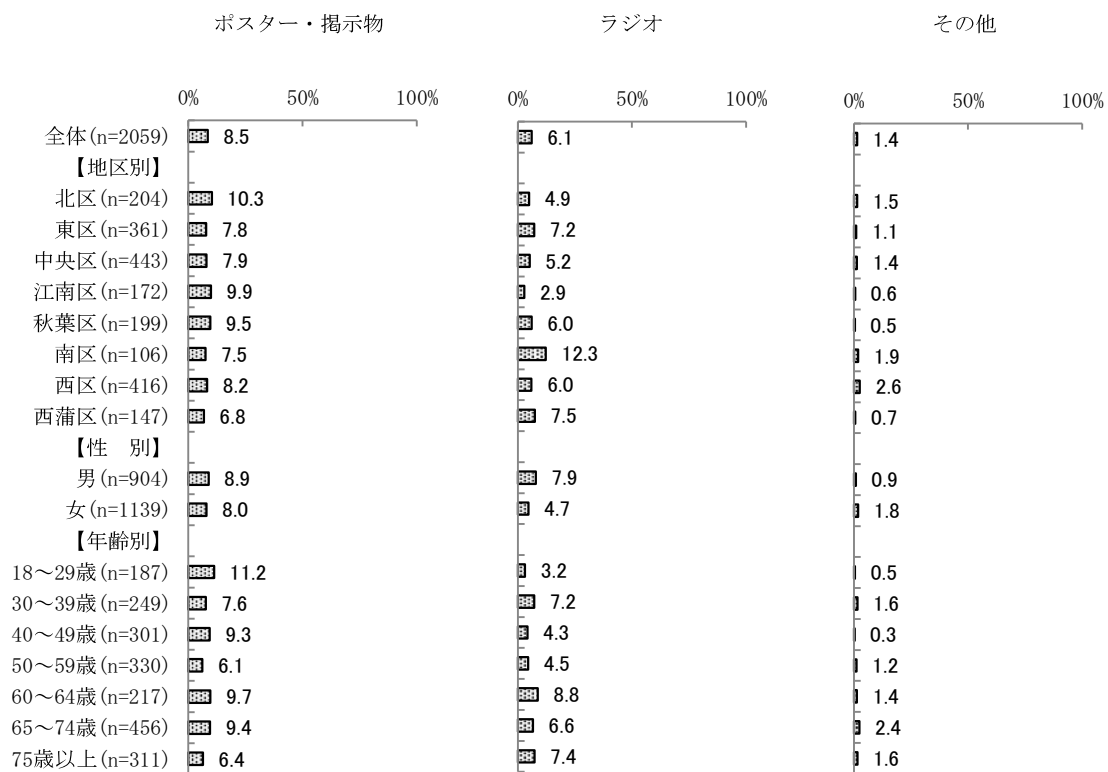 ポスター・掲示物 ラジオ その他
0% 50% 100% 0% 50% 100% 0% 50% 100%
全体(n=2059) 8.5 6.1 1.4
【地区別】
北区(n=204) 10.3 4.9 1.5
東区(n=361) 7.8 7.2 1.1
中央区(n=443) 7.9 5.2 1.4
江南区(n=172) 9.9 2.9 0.6
秋葉区(n=199) 9.5 6.0 0.5
南区(n=106) 7.5 12.3 1.9
西区(n=416) 8.2 6.0 2.6
西蒲区(n=147) 6.8 7.5 0.7
【性　別】
男(n=904) 8.9 7.9 0.9
女(n=1139) 8.0 4.7 1.8
【年齢別】
18～29歳(n=187) 11.2 3.2 0.5
30～39歳(n=249) 7.6 7.2 1.6
40～49歳(n=301) 9.3 4.3 0.3
50～59歳(n=330) 6.1 4.5 1.2
60～64歳(n=217) 9.7 8.8 1.4
65～74歳(n=456) 9.4 6.6 2.4
75歳以上(n=311) 6.4 7.4 1.6